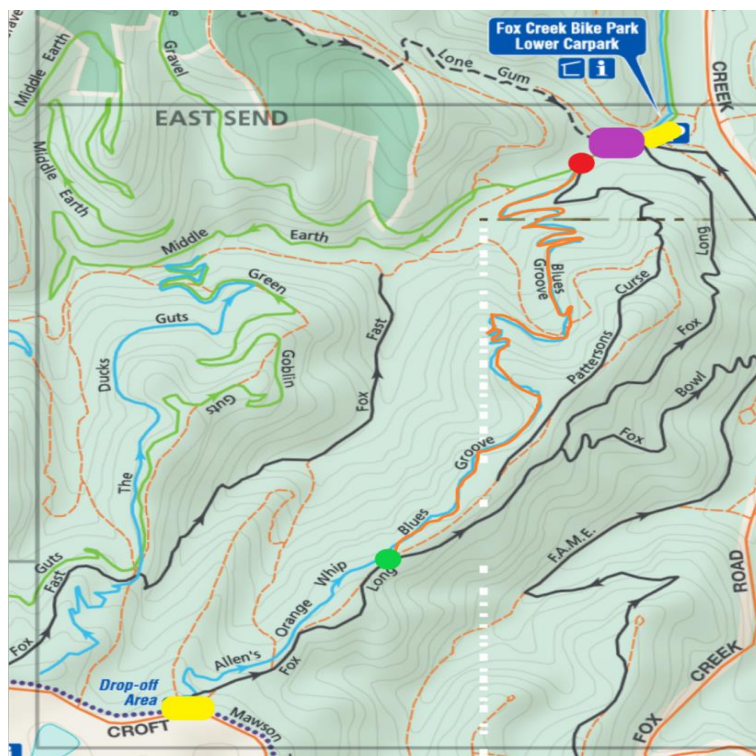 Fox Creek Bike Park
Lower Carpark
i
Middle Earth
Gravel
Lone Gum
CREEK
EAST SEND
Middle Earth
Middle Earth
Green
Guts
Goblin
Guts
Ducks
The
Fast
Fox
Blues
Groove
Curse
Pattersons
Long
Fox
Bowl
Fox
Groove
Blues
F.A.M.E.
ROAD
Guts
Fast
Fox
Whip
Orange
Allen's
Long
Fox
Drop-off
Area
CROFT
Mawson
CREEK
FOX